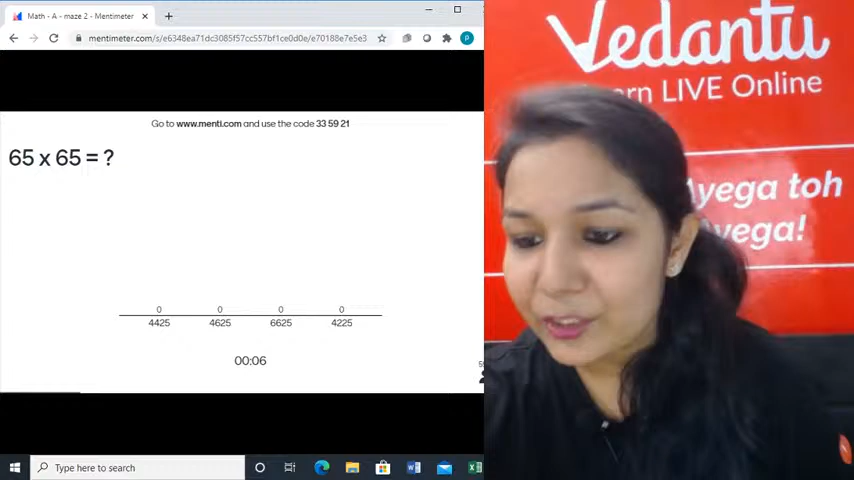 Math - A - maze 2 - Mentimeter
mentimeter.com/s/e6348ea71dc3085f57cc557bf1ce0d0e/e70188e7e5e3
Go to www.menti.com and use the code 33 59 21
65 x 65 = ?
0 0 0 0
4425 4625 6625 4225
00:06
Type here to search
Vedantu
rn LIVE Online
Ayega toh
Ayega!